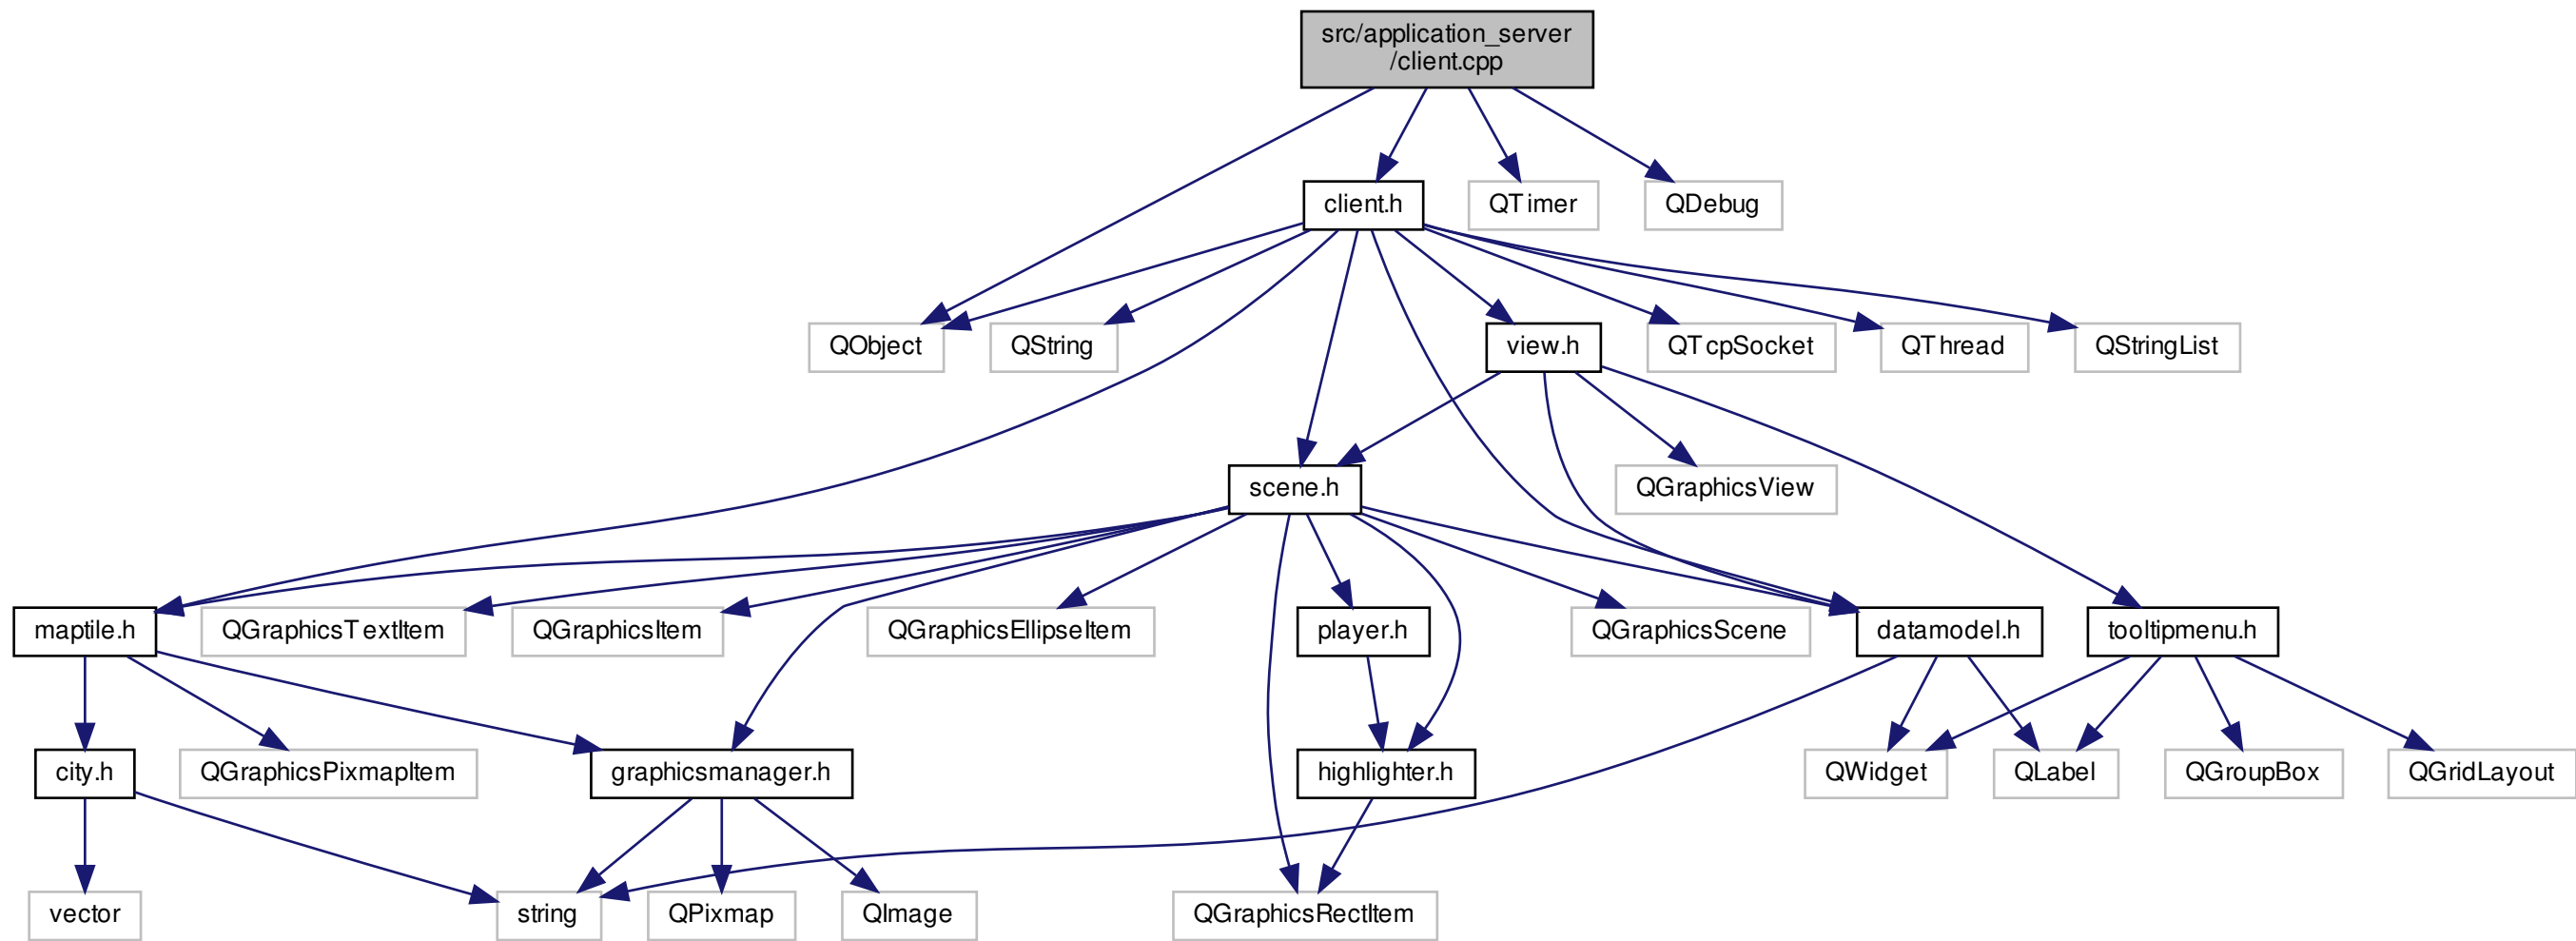 src/application_server
/client.cpp
client.h
QTimer
QDebug
QObject
QString
view.h
QTcpSocket
QThread
QStringList
scene.h
QGraphicsView
maptile.h
QGraphicsTextItem
QGraphicsItem
QGraphicsEllipseItem
player.h
QGraphicsScene
datamodel.h
tooltipmenu.h
city.h
QGraphicsPixmapItem
graphicsmanager.h
highlighter.h
QWidget
QLabel
QGroupBox
QGridLayout
vector
string
QPixmap
QImage
QGraphicsRectItem